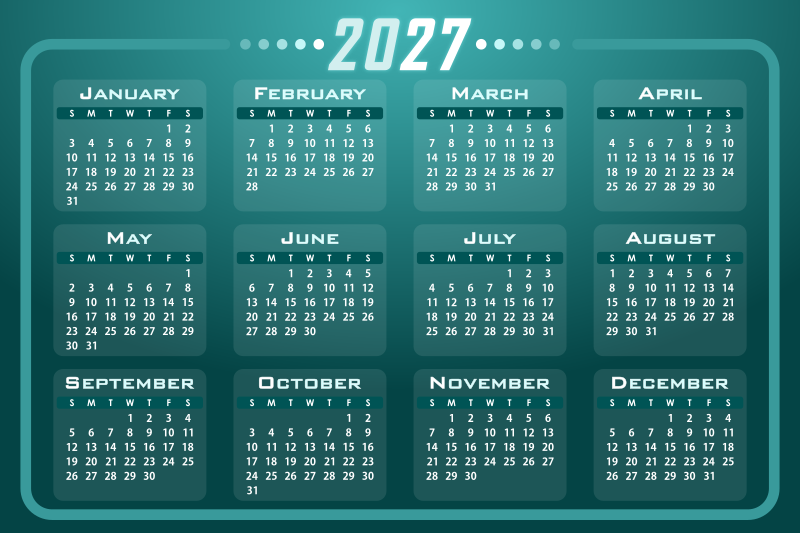 2027
January
S M T W T F S
1 2
3 4 5 6 7 8 9
10 11 12 13 14 15 16
17 18 19 20 21 22 23
24 25 26 27 28 29 30
31
February
S M T W T F S
1 2 3 4 5 6
7 8 9 10 11 12 13
14 15 16 17 18 19 20
21 22 23 24 25 26 27
28
March
S M T W T F S
1 2 3 4 5 6
7 8 9 10 11 12 13
14 15 16 17 18 19 20
21 22 23 24 25 26 27
28 29 30 31
April
S M T W T F S
1 2 3
4 5 6 7 8 9 10
11 12 13 14 15 16 17
18 19 20 21 22 23 24
25 26 27 28 29 30
May
S M T W T F S
1
2 3 4 5 6 7 8
9 10 11 12 13 14 15
16 17 18 19 20 21 22
23 24 25 26 27 28 29
30 31
June
S M T W T F S
1 2 3 4 5
6 7 8 9 10 11 12
13 14 15 16 17 18 19
20 21 22 23 24 25 26
27 28 29 30
July
S M T W T F S
1 2 3
4 5 6 7 8 9 10
11 12 13 14 15 16 17
18 19 20 21 22 23 24
25 26 27 28 29 30 31
August
S M T W T F S
1 2 3 4 5 6 7
8 9 10 11 12 13 14
15 16 17 18 19 20 21
22 23 24 25 26 27 28
29 30 31
September
S M T W T F S
1 2 3 4
5 6 7 8 9 10 11
12 13 14 15 16 17 18
19 20 21 22 23 24 25
26 27 28 29 30
October
S M T W T F S
1 2
3 4 5 6 7 8 9
10 11 12 13 14 15 16
17 18 19 20 21 22 23
24 25 26 27 28 29 30
31
November
S M T W T F S
1 2 3 4 5 6
7 8 9 10 11 12 13
14 15 16 17 18 19 20
21 22 23 24 25 26 27
28 29 30
December
S M T W T F S
1 2 3 4
5 6 7 8 9 10 11
12 13 14 15 16 17 18
19 20 21 22 23 24 25
26 27 28 29 30 31